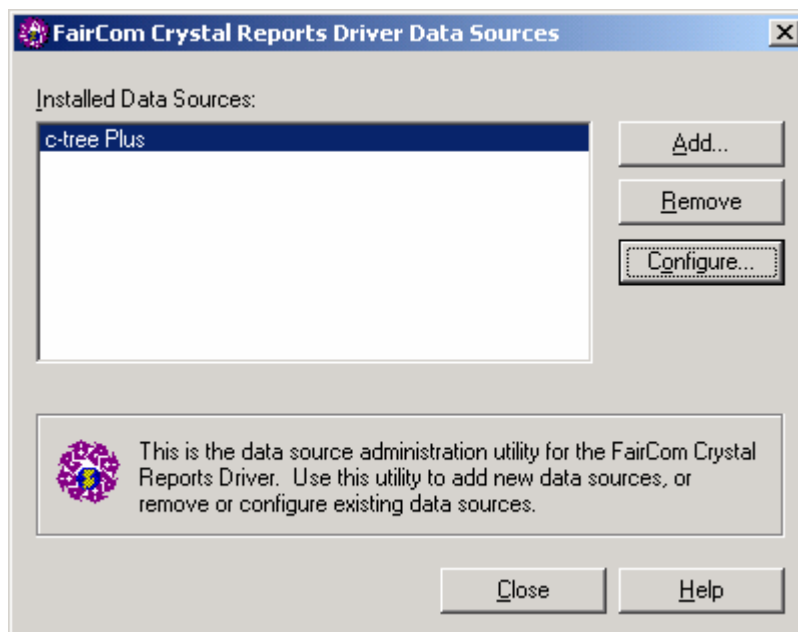 FairCom Crystal Reports Driver Data Sources
Installed Data Sources:
c-tree Plus
Add...
Remove
Configure...
This is the data source administration utility for the FairCom Crystal
Reports Driver. Use this utility to add new data sources, or
remove or configure existing data sources.
Close
Help